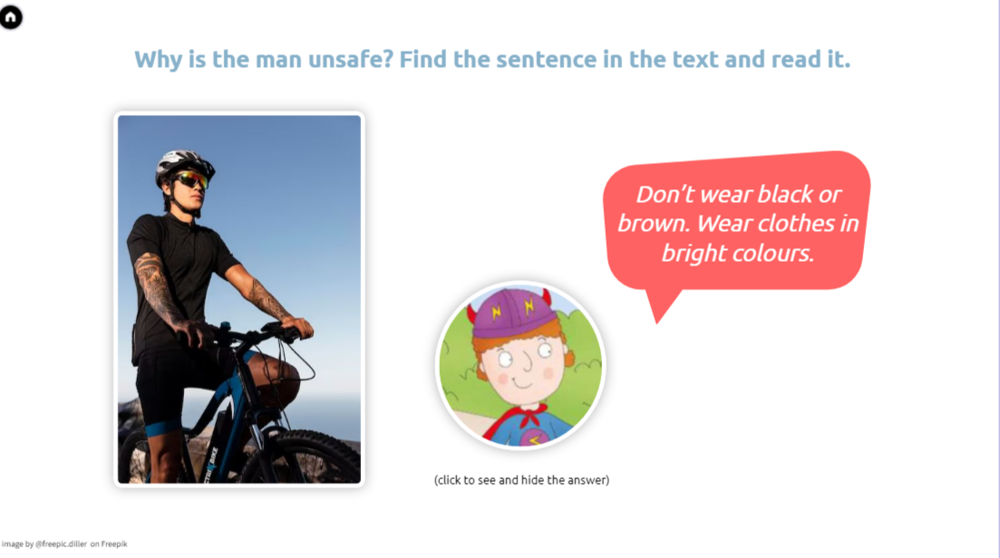 Why is the man unsafe? Find the sentence in the text and read it.
Don't wear black or
brown. Wear clothes in
bright colours.
(click to see and hide the answer)
image by @freepic.diller on Freepik